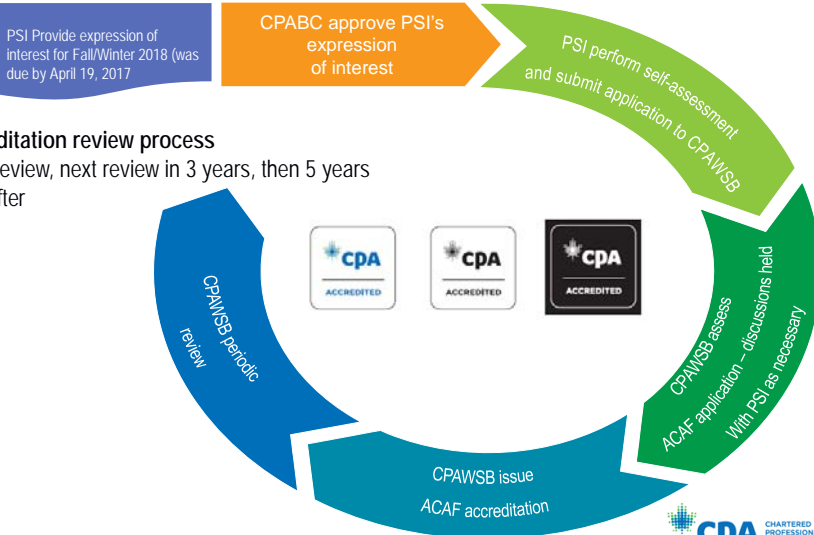 PSI Provide expression of
interest for Fall/Winter 2018 (was
due by April 19, 2017
CPABC approve PSI's
expression
of interest
PSI perform self-assessment
and submit application to CPAWSB
ditation review process
eview, next review in 3 years, then 5 years
fter
CPA
ACCREDITED
CPA
ACCREDITED
CPA
ACCREDITED
CPAWSB assess
ACAF application – discussions held
With PSI as necessary
CPAWSB periodic
review
CPAWSB issue
ACAF accreditation
CPA
CHARTERED
PROFESSION